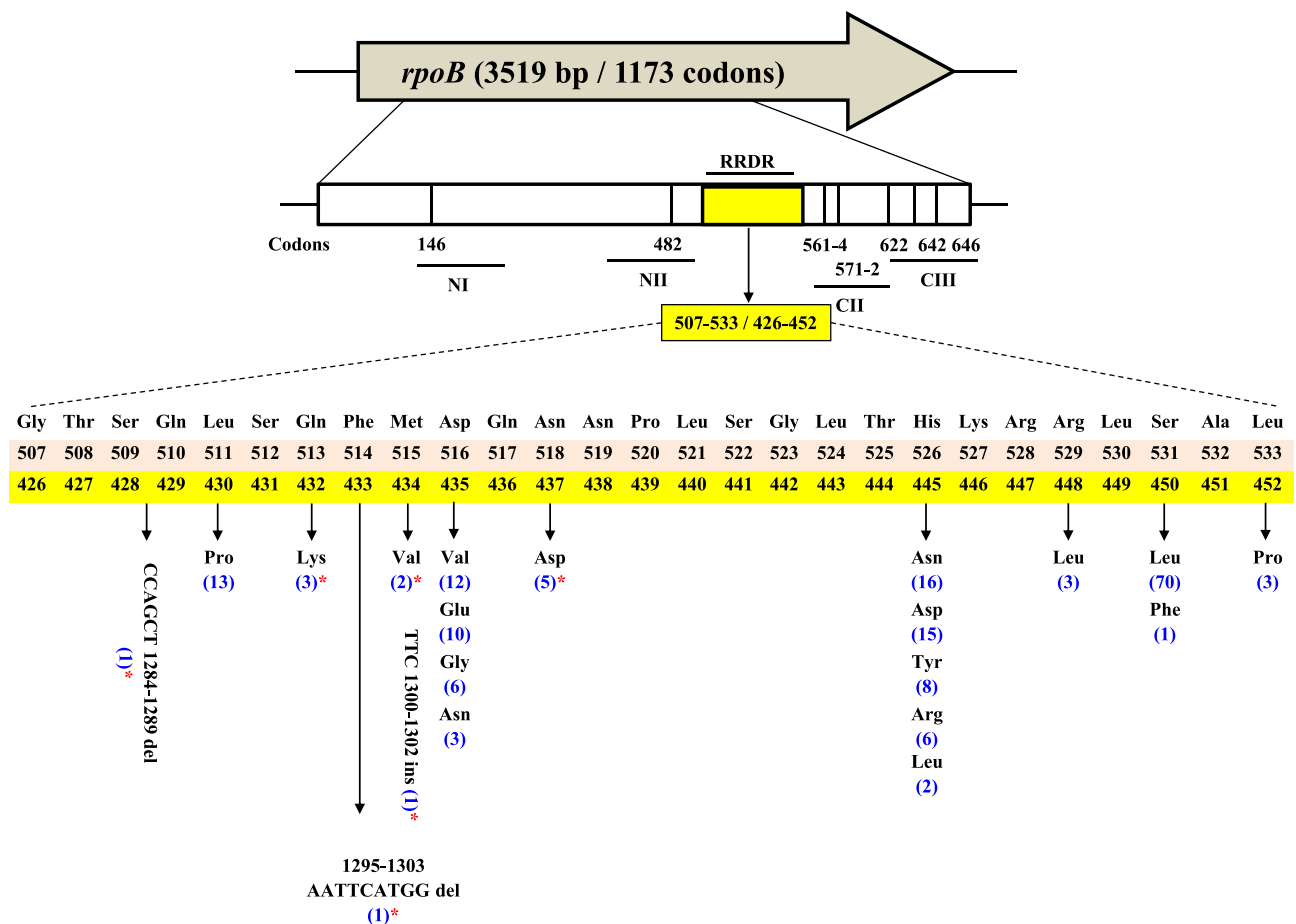 rpoB (3519 bp / 1173 codons)
RRDR
Codons 146 482 561-4 622 642 646
571-2
NI NII CII CIII
507-533 / 426-452
Gly Thr Ser Gln Leu Ser Gln Phe Met Asp Gln Asn Asn Pro Leu Ser Gly Leu Thr His Lys Arg Arg Leu Ser Ala Leu
507 508 509 510 511 512 513 514 515 516 517 518 519 520 521 522 523 524 525 526 527 528 529 530 531 532 533
426 427 428 429 430 431 432 433 434 435 436 437 438 439 440 441 442 443 444 445 446 447 448 449 450 451 452
CCAGCT 1284-1289 del
(1)*
Pro
(13)
Lys
(3)*
1295-1303
AATTCATGG del
(1)*
Val
(2)*
TTC 1300-1302 ins (1)*
Val
(12)
Glu
(10)
Gly
(6)
Asn
(3)
Asp
(5)*
Asn
(16)
Asp
(15)
Tyr
(8)
Arg
(6)
Leu
(2)
Leu
(3)
Leu
(70)
Phe
(1)
Pro
(3)